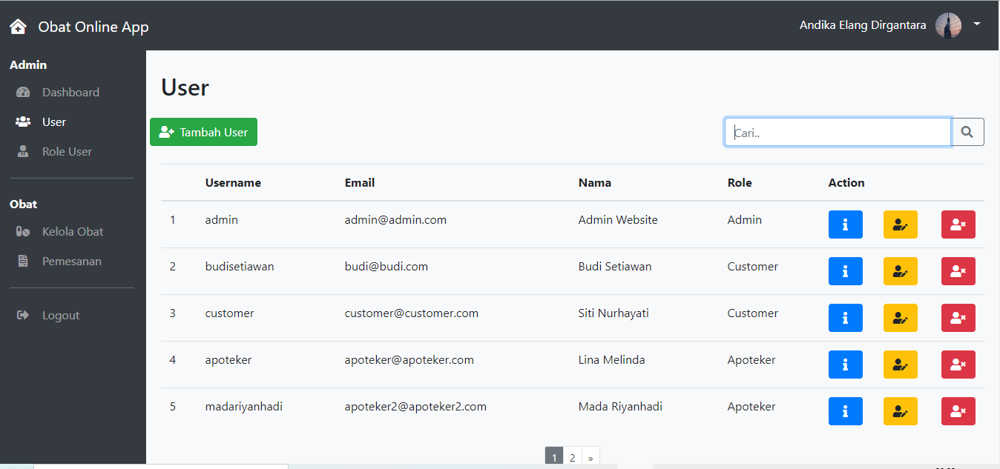 Obat Online App
Andika Elang Dirgantara
Admin
Dashboard
User
Role User
Obat
Kelola Obat
Pemesanan
Logout
User
Tambah User
Cari..
Username Email Nama Role Action
1 admin admin@admin.com Admin Website Admin
2 budisetiawan budi@budi.com Budi Setiawan Customer
3 customer customer@customer.com Siti Nurhayati Customer
4 apoteker apoteker@apoteker.com Lina Melinda Apoteker
5 madariyanhadi apoteker2@apoteker2.com Mada Riyanhadi Apoteker
1 2 »